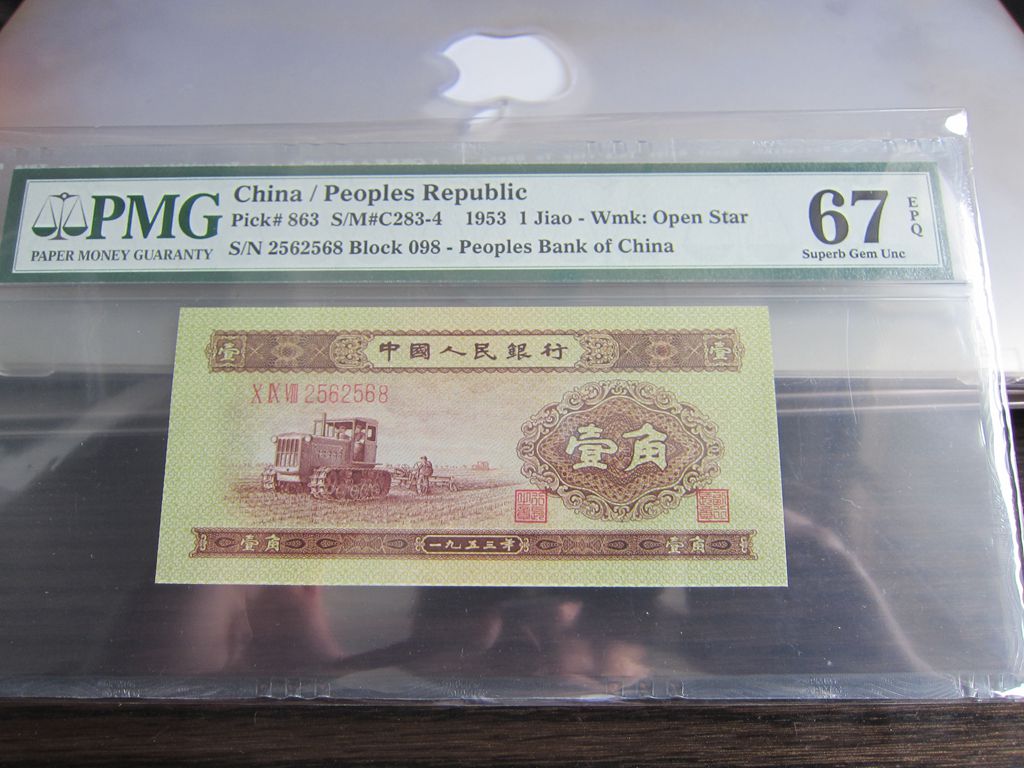 PMG
PAPER MONEY GUARANTY
China / Peoples Republic
Pick# 863 S/M#C283-4 1953 1 Jiao - Wmk: Open Star
S/N 2562568 Block 098 - Peoples Bank of China
67
EPQ
Superb Gem Unc
壹
中國人民銀行
壹
X IX VIII 2562568
壹角
壹角
一九五三年
壹角